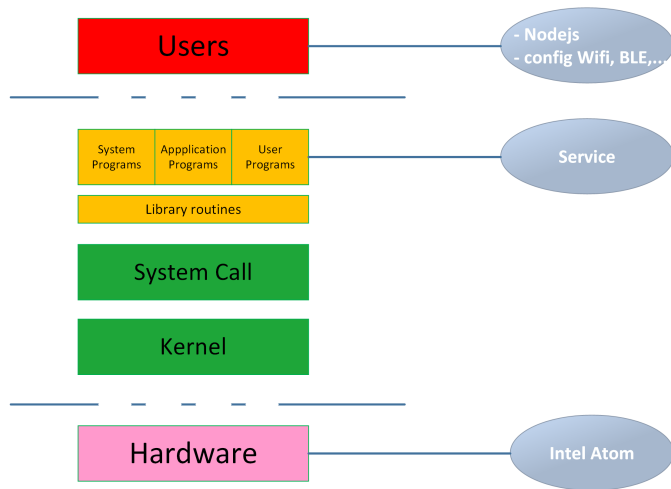 Users
- Nodejs
- config Wifi, BLE,...
System
Programs
Appplication
Programs
User
Programs
Service
Library routines
System Call
Kernel
Hardware
Intel Atom